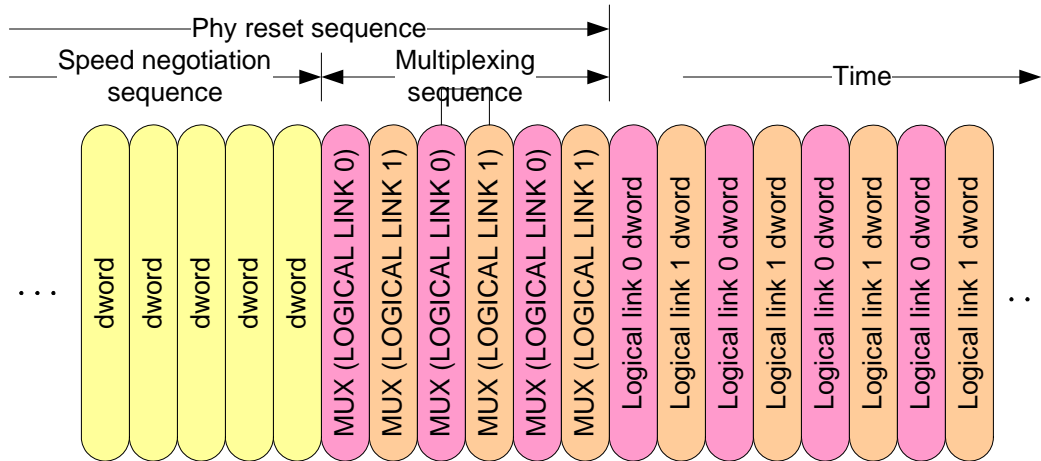 Phy reset sequence
Speed negotiation
sequence
Multiplexing
sequence
Time
. . .
dword
dword
dword
dword
dword
MUX (LOGICAL LINK 0)
MUX (LOGICAL LINK 1)
MUX (LOGICAL LINK 0)
MUX (LOGICAL LINK 1)
MUX (LOGICAL LINK 0)
MUX (LOGICAL LINK 1)
Logical link 0 dword
Logical link 1 dword
Logical link 0 dword
Logical link 1 dword
Logical link 0 dword
Logical link 1 dword
Logical link 0 dword
Logical link 1 dword
. .